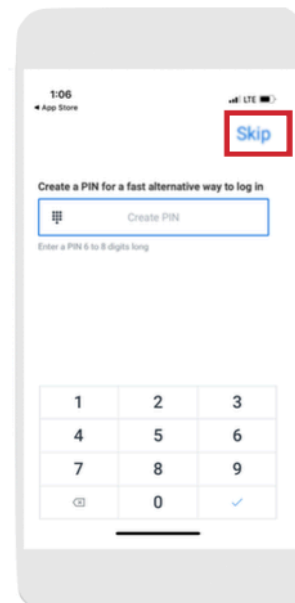 1:06
LTE
◀ App Store
Skip
Create a PIN for a fast alternative way to log in
Create PIN
Enter a PIN 6 to 8 digits long
1 2 3
4 5 6
7 8 9
0